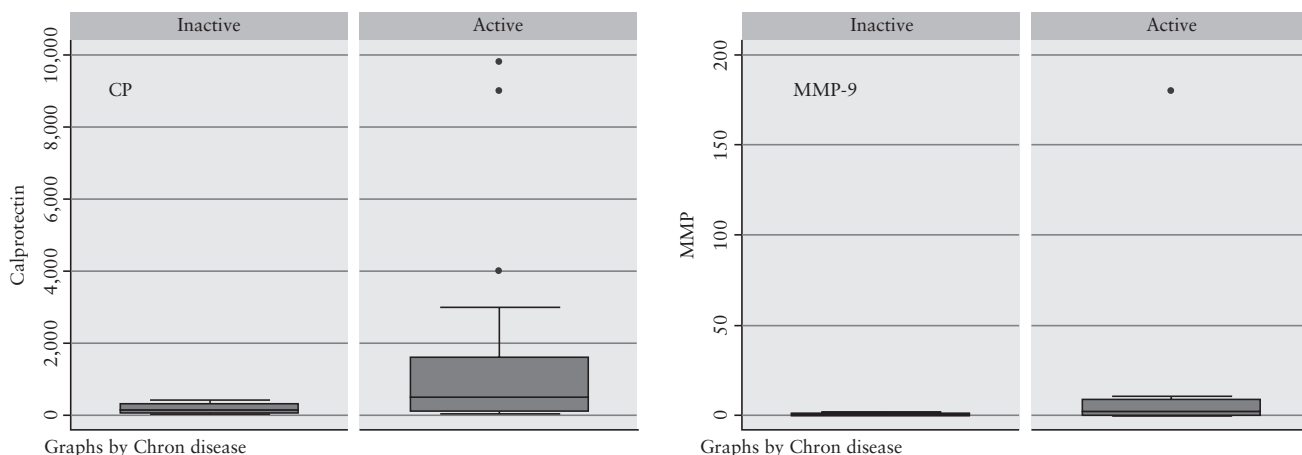 Inactive
Active
CP
Calprotectin
10,000
8,000
6,000
4,000
2,000
0
Graphs by Chron disease
Inactive
Active
MMP-9
MMP
200
150
100
50
0
Graphs by Chron disease